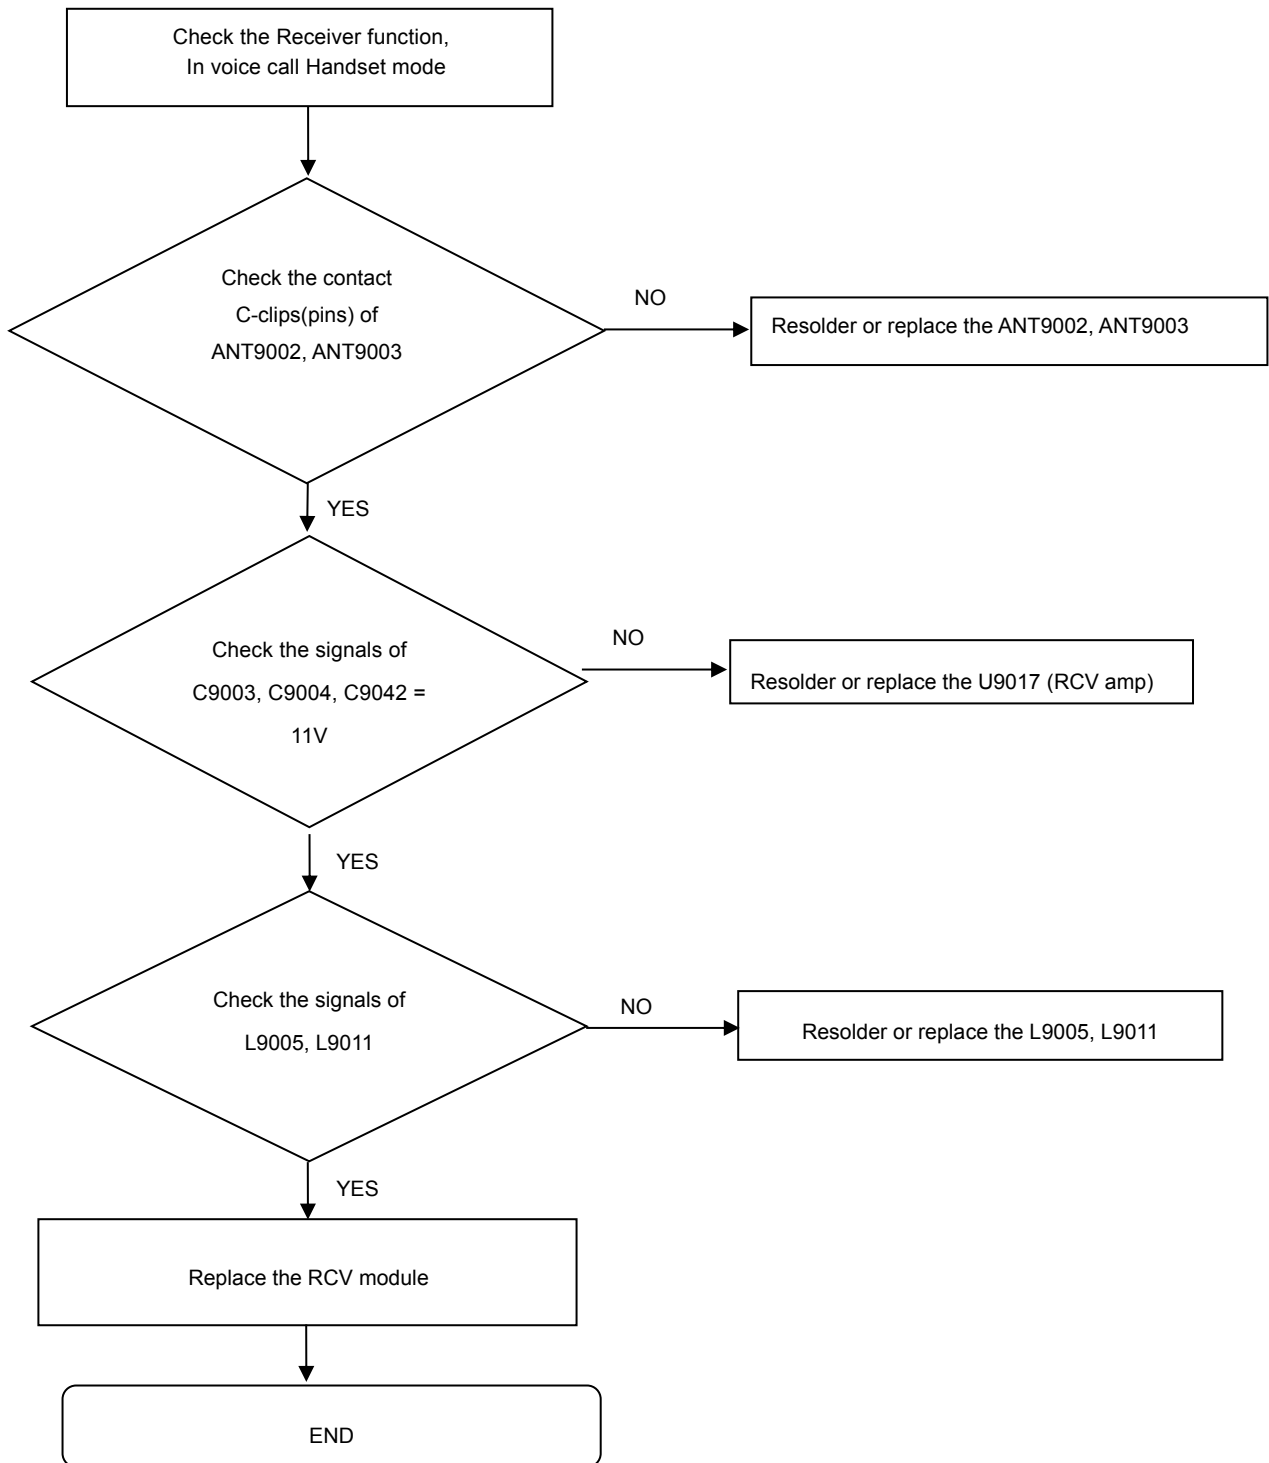 Check the Receiver function,
In voice call Handset mode
Check the contact
C-clips(pins) of
ANT9002, ANT9003
NO
Resolder or replace the ANT9002, ANT9003
YES
Check the signals of
C9003, C9004, C9042 =
11V
NO
Resolder or replace the U9017 (RCV amp)
YES
Check the signals of
L9005, L9011
NO
Resolder or replace the L9005, L9011
YES
Replace the RCV module
END